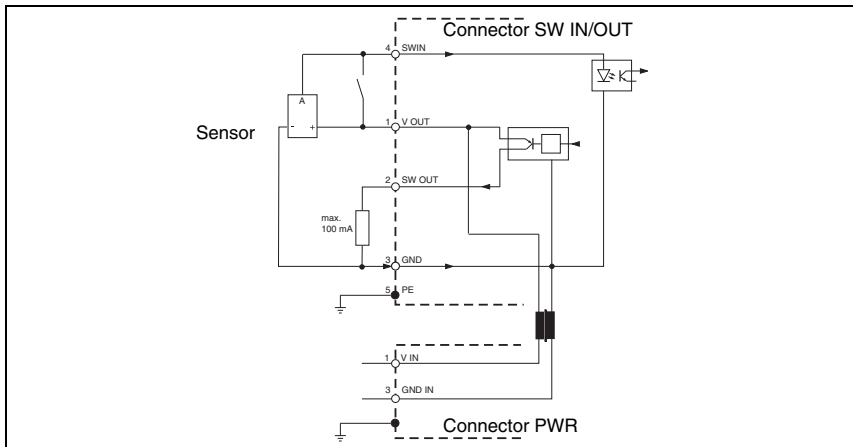 Connector SW IN/OUT
4 SWIN
A
- +
Sensor
1 V OUT
2 SW OUT
max.
100 mA
3 GND
5 PE
1 V IN
3 GND IN
Connector PWR